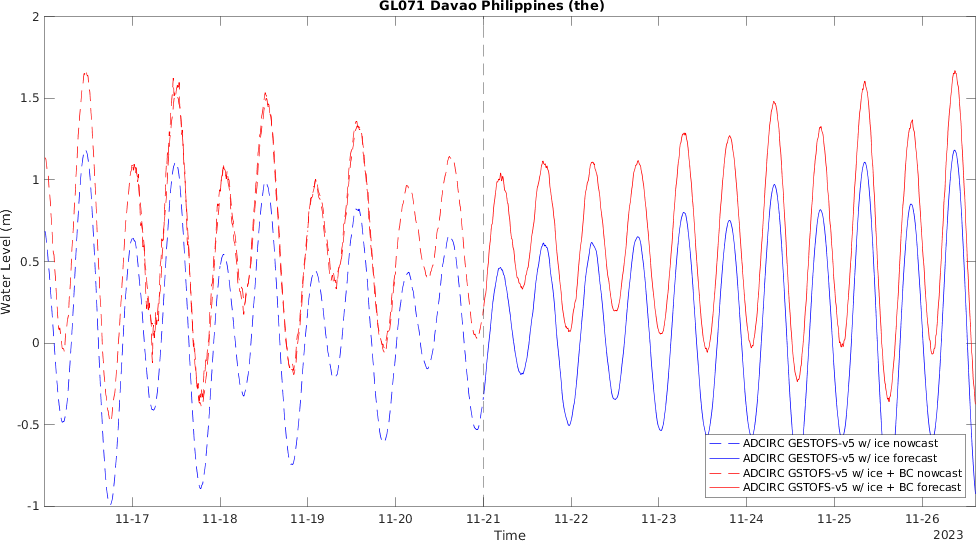 GL071 Davao Philippines (the)
2
1.5
1
0.5
0
-0.5
-1
Water Level (m)
11-17
11-18
11-19
11-20
11-21
11-22
11-23
11-24
11-25
11-26
Time
2023
ADCIRC GESTOFS-v5 w/ ice nowcast
ADCIRC GESTOFS-v5 w/ ice forecast
ADCIRC GSTOFS-v5 w/ ice + BC nowcast
ADCIRC GSTOFS-v5 w/ ice + BC forecast